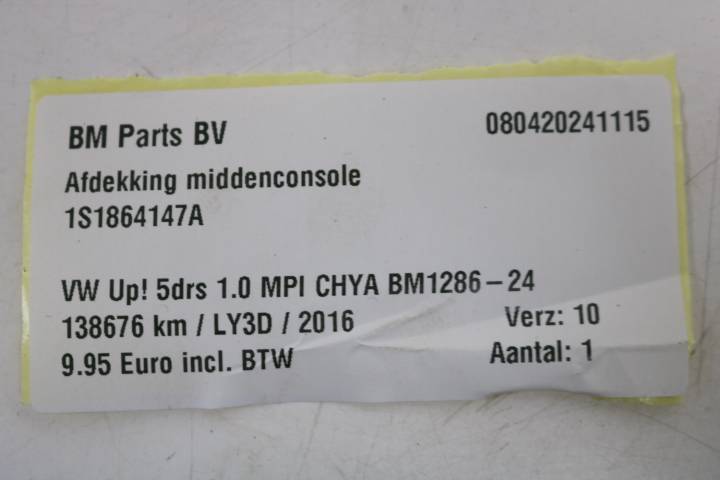 BM Parts BV 080420241115
Afdekking middenconsole
1S1864147A
VW Up! 5drs 1.0 MPI CHYA BM1286-24
138676 km / LY3D / 2016 Verz: 10
9.95 Euro incl. BTW Aantal: 1